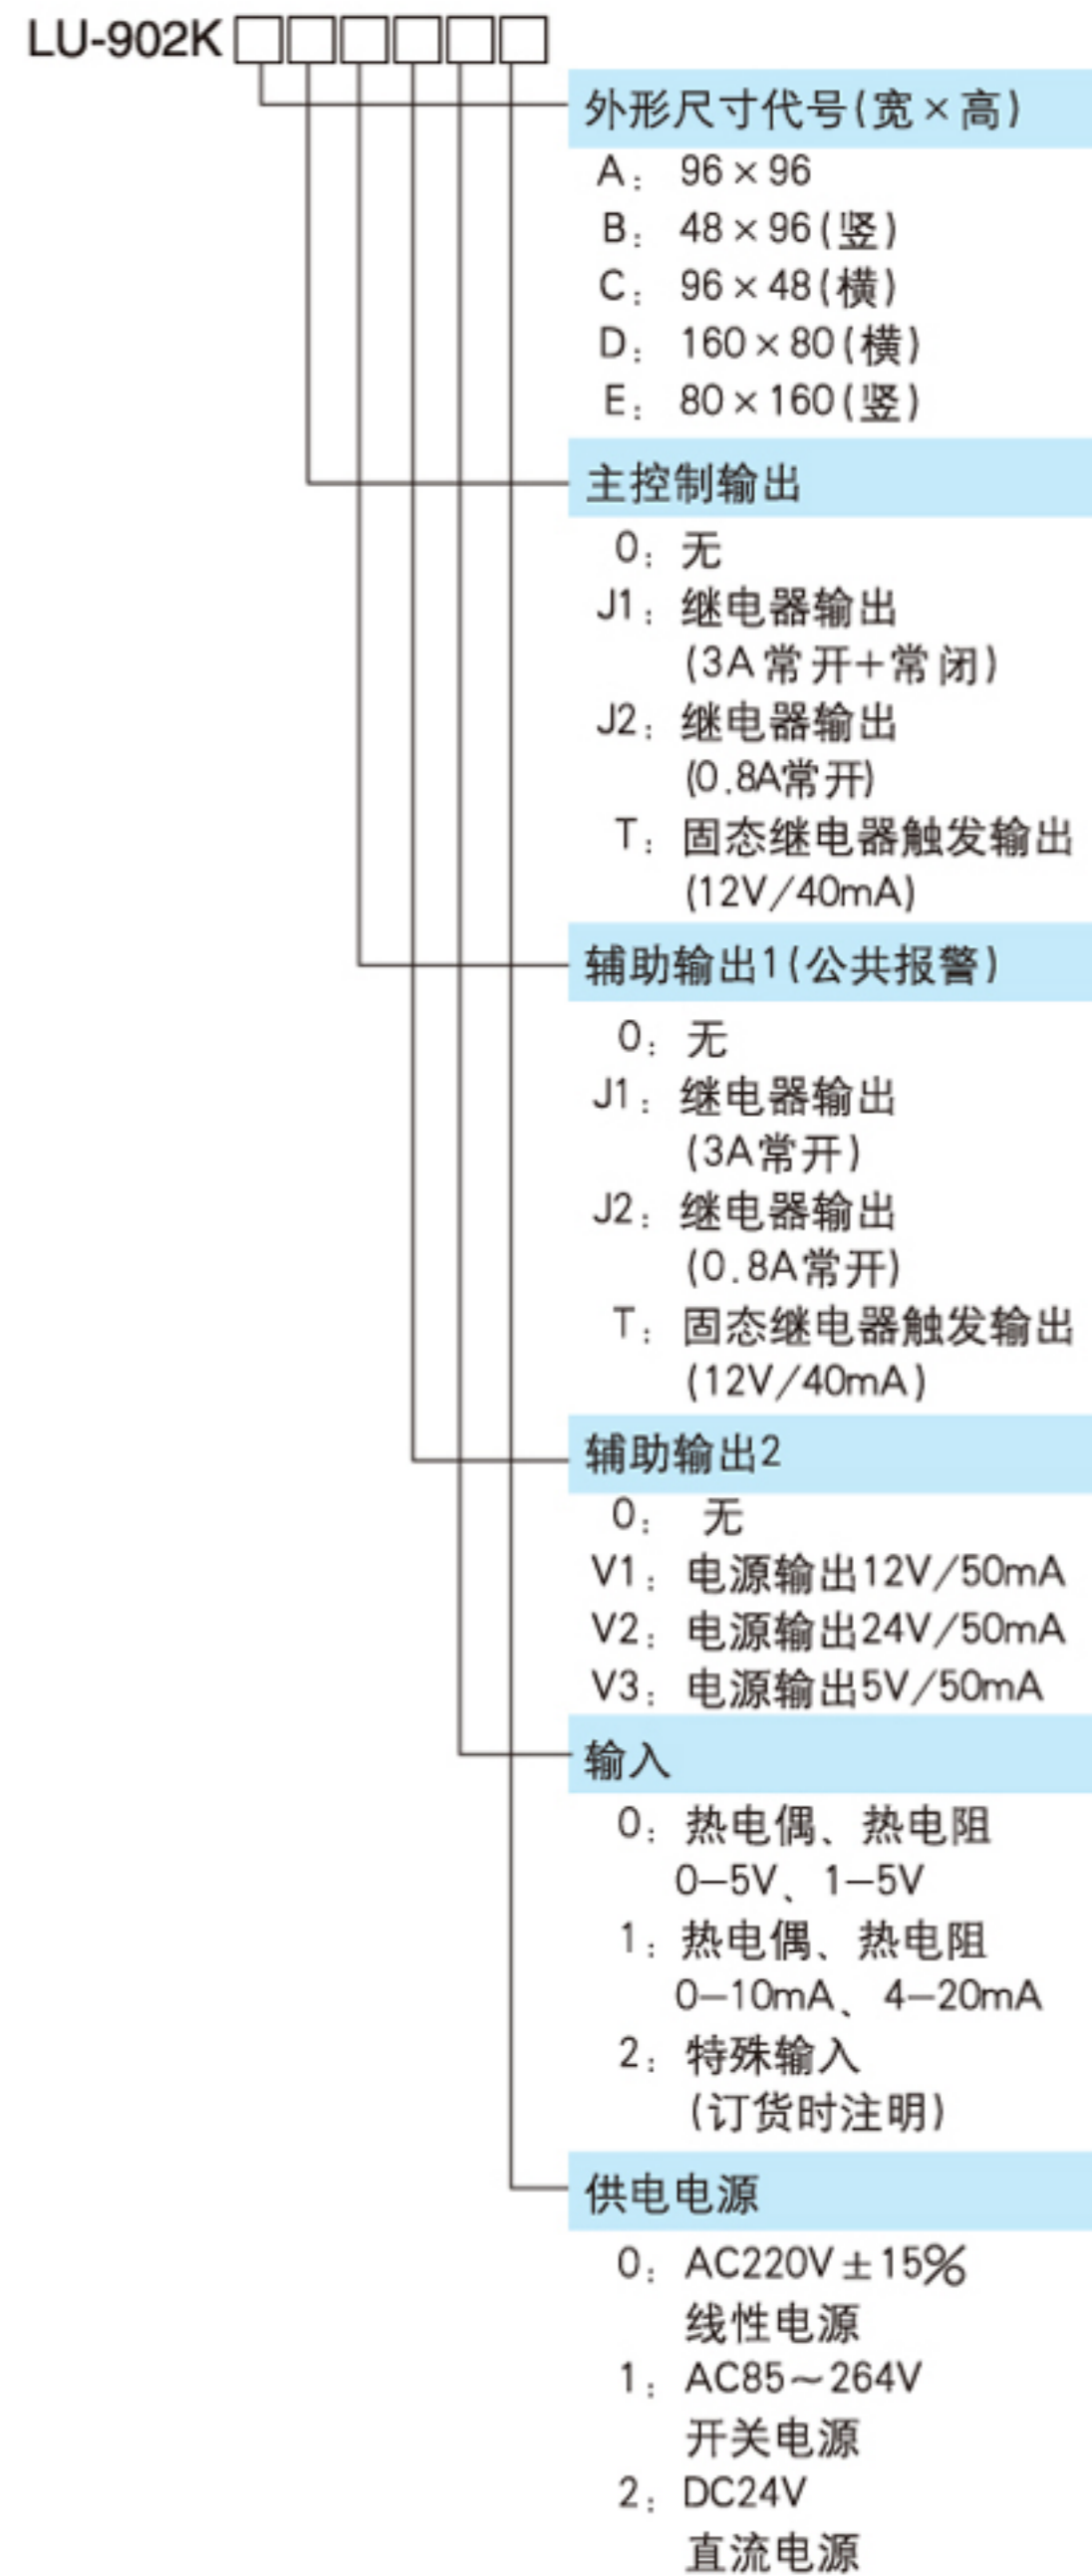 LU-902K
外形尺寸代号(宽×高)
A: 96×96
B: 48×96(竖)
C: 96×48(横)
D: 160×80(横)
E: 80×160(竖)
主控制输出
0: 无
J1: 继电器输出
(3A常开+常闭)
J2: 继电器输出
(0.8A常开)
T: 固态继电器触发输出
(12V/40mA)
辅助输出1(公共报警)
0: 无
J1: 继电器输出
(3A常开)
J2: 继电器输出
(0.8A常开)
T: 固态继电器触发输出
(12V/40mA)
辅助输出2
0: 无
V1: 电源输出12V/50mA
V2: 电源输出24V/50mA
V3: 电源输出5V/50mA
输入
0: 热电偶、热电阻
0—5V、1—5V
1: 热电偶、热电阻
0—10mA、4—20mA
2: 特殊输入
(订货时注明)
供电电源
0: AC220V±15%
线性电源
1: AC85~264V
开关电源
2: DC24V
直流电源